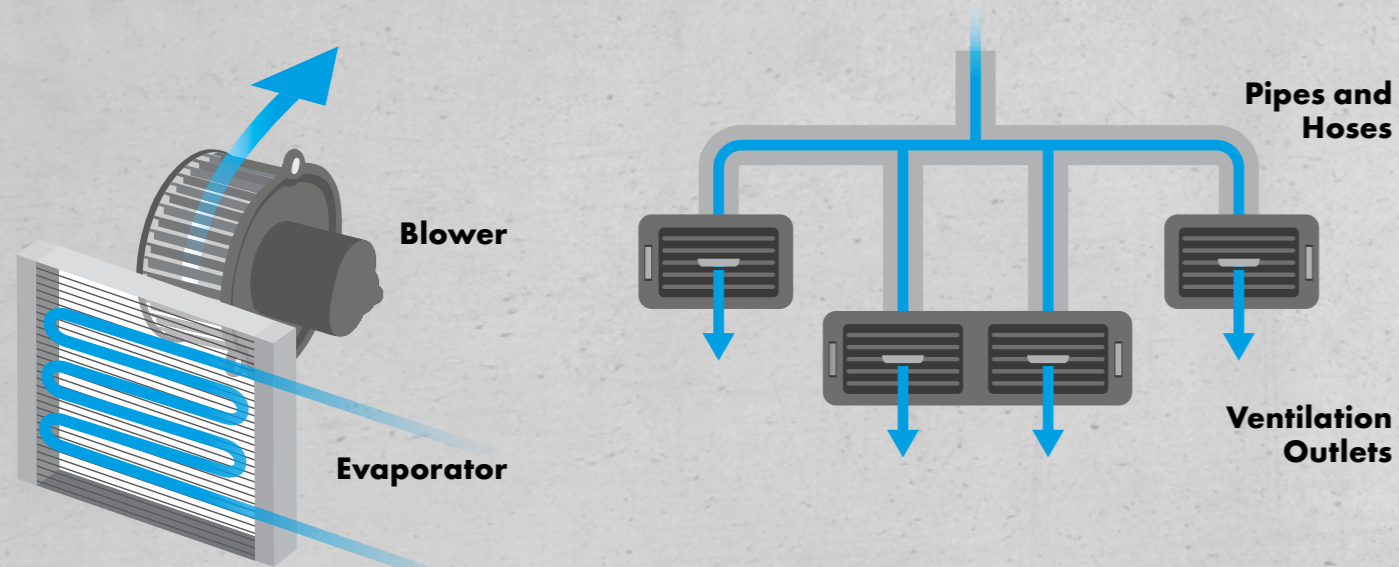 Blower
Evaporator
Pipes and
Hoses
Ventilation
Outlets